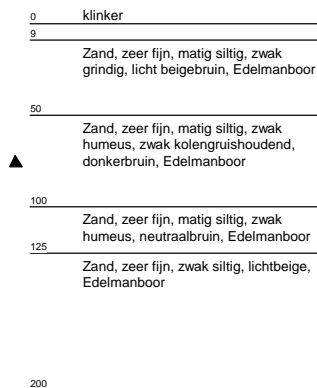 0 klinker
9
Zand, zeer fijn, matig siltig, zwak
grindig, licht beigebruin, Edelmanboor
50
Zand, zeer fijn, matig siltig, zwak
humeus, zwak kolengruishoudend,
donkerbruin, Edelmanboor
100
Zand, zeer fijn, matig siltig, zwak
humeus, neutraalbruin, Edelmanboor
125
Zand, zeer fijn, zwak siltig, lichtbeige,
Edelmanboor
200